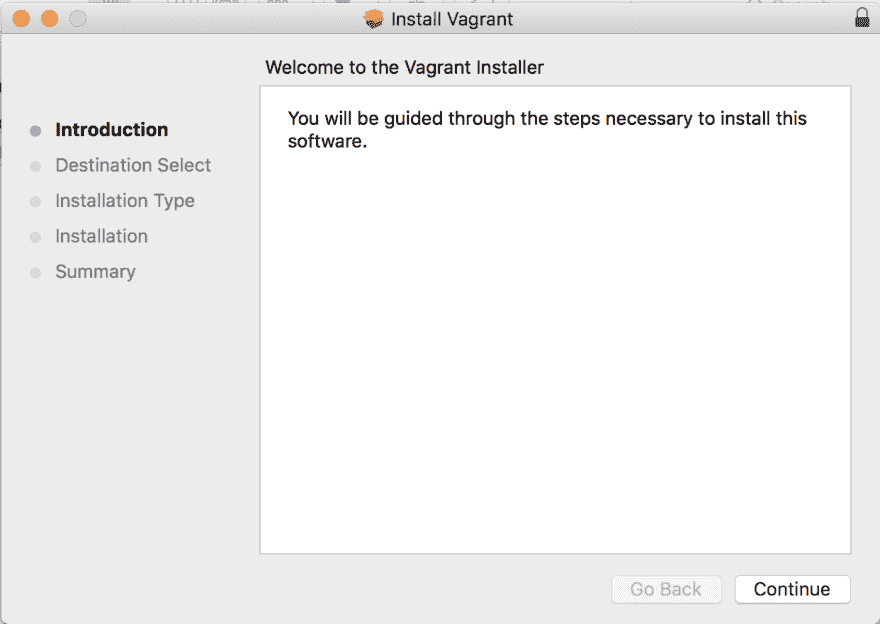 Install Vagrant
Welcome to the Vagrant Installer
Introduction
Destination Select
Installation Type
Installation
Summary
You will be guided through the steps necessary to install this
software.
Go Back
Continue